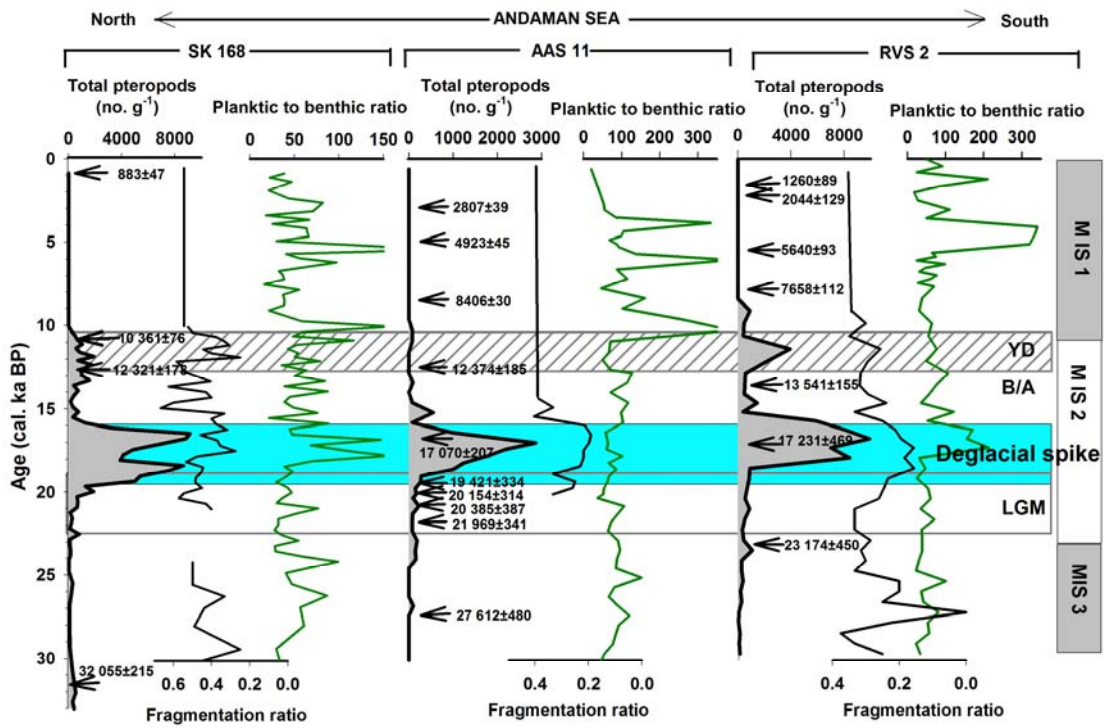 North ANDAMAN SEA South
SK 168 AAS 11 RVS 2
Total pteropods
(no. g-1)
Planktic to benthic ratio
Total pteropods
(no. g-1)
Planktic to benthic ratio
Total pteropods
(no. g-1)
Planktic to benthic ratio
0 4000 8000 0 50 100 150 0 1000 2000 3000 0 100 200 300 0 4000 8000 0 100 200 300
Age (cal. ka BP)
0
5
10
15
20
25
30
883±47
10 361±76
12 321±178
32 055±215
2807±39
4923±45
8406±30
12 374±185
17 070±207
19 421±334
20 154±314
20 385±387
21 969±341
27 612±480
1260±89
2044±129
5640±93
7658±112
13 541±155
17 231±469
23 174±450
YD
B/A
Deglacial spike
LGM
M IS 1
M IS 2
MIS 3
0.6 0.4 0.2 0.0 0.4 0.2 0.0 0.4 0.2 0.0
Fragmentation ratio Fragmentation ratio Fragmentation ratio